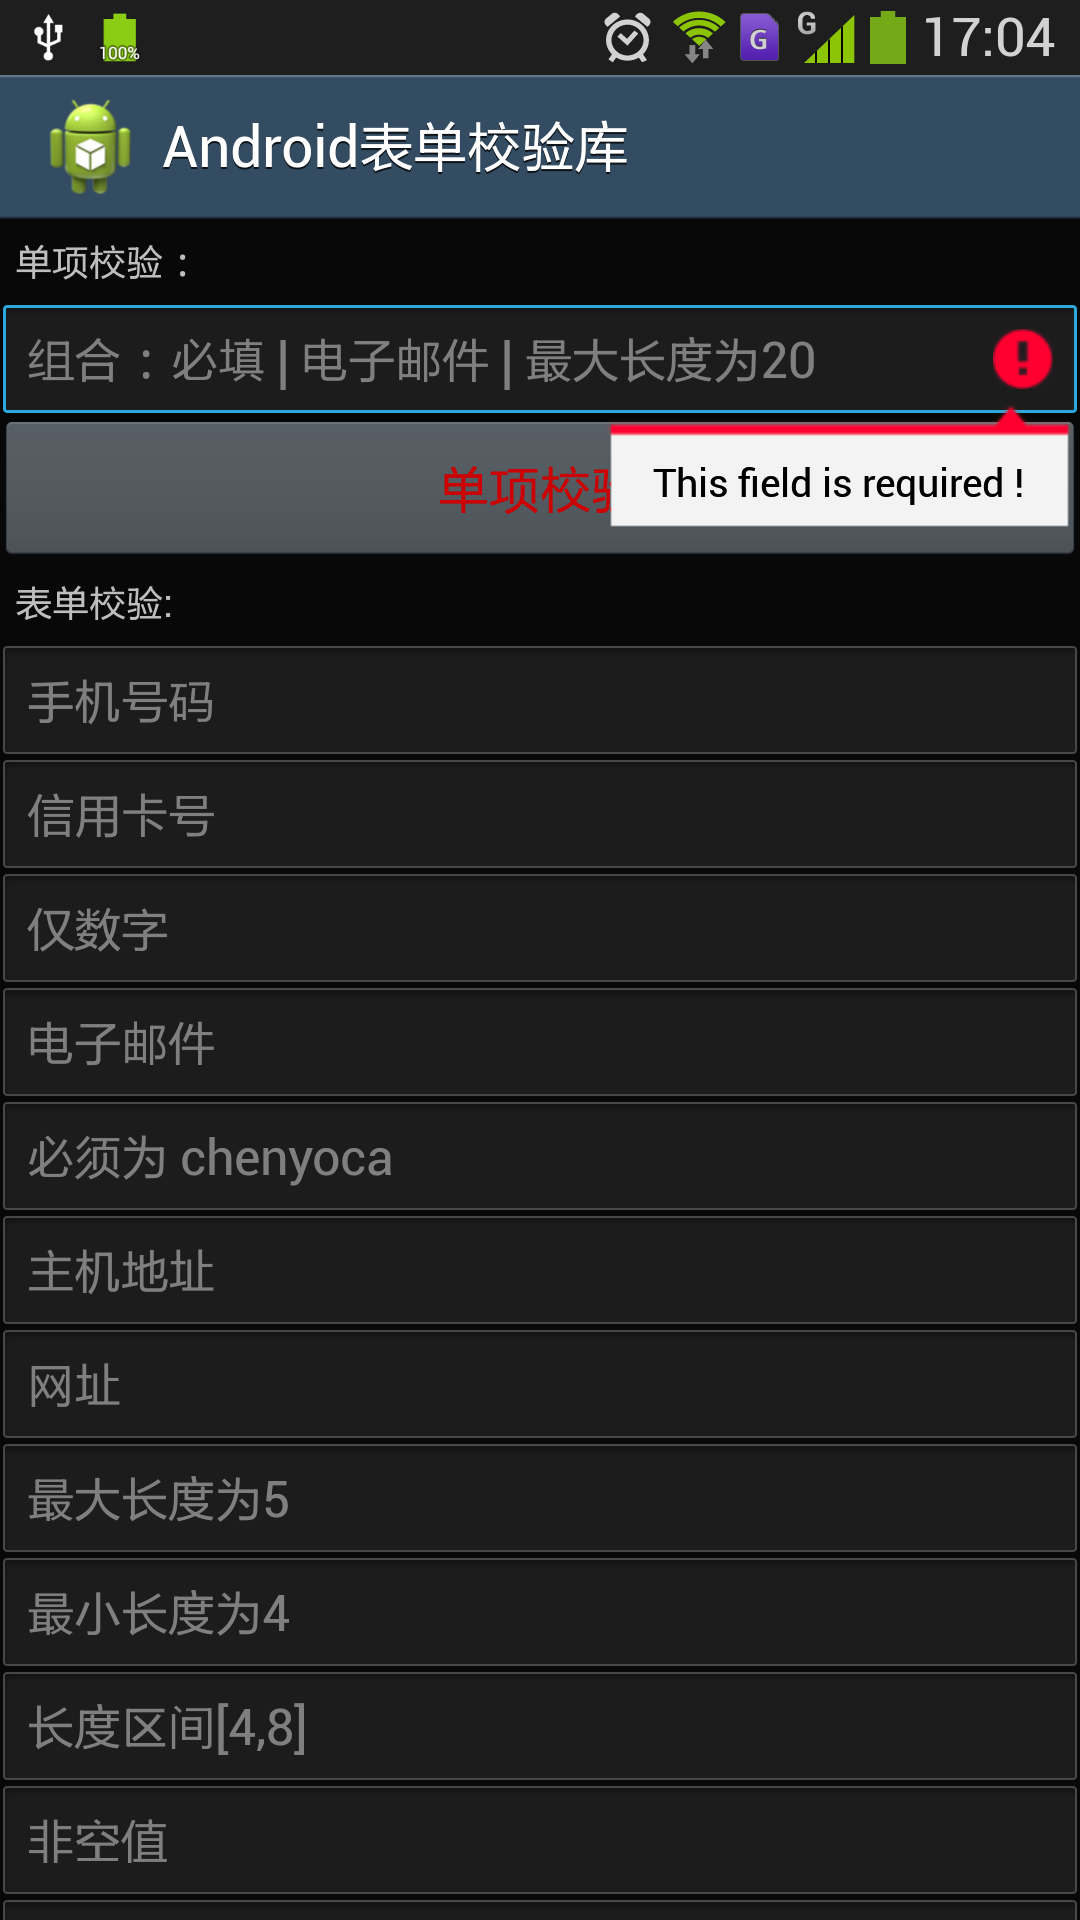 100%
G
G
17:04
Android表单校验库
单项校验：
组合：必填 | 电子邮件 | 最大长度为20
单项校
This field is required !
表单校验:
手机号码
信用卡号
仅数字
电子邮件
必须为 chenyoca
主机地址
网址
最大长度为5
最小长度为4
长度区间[4,8]
非空值